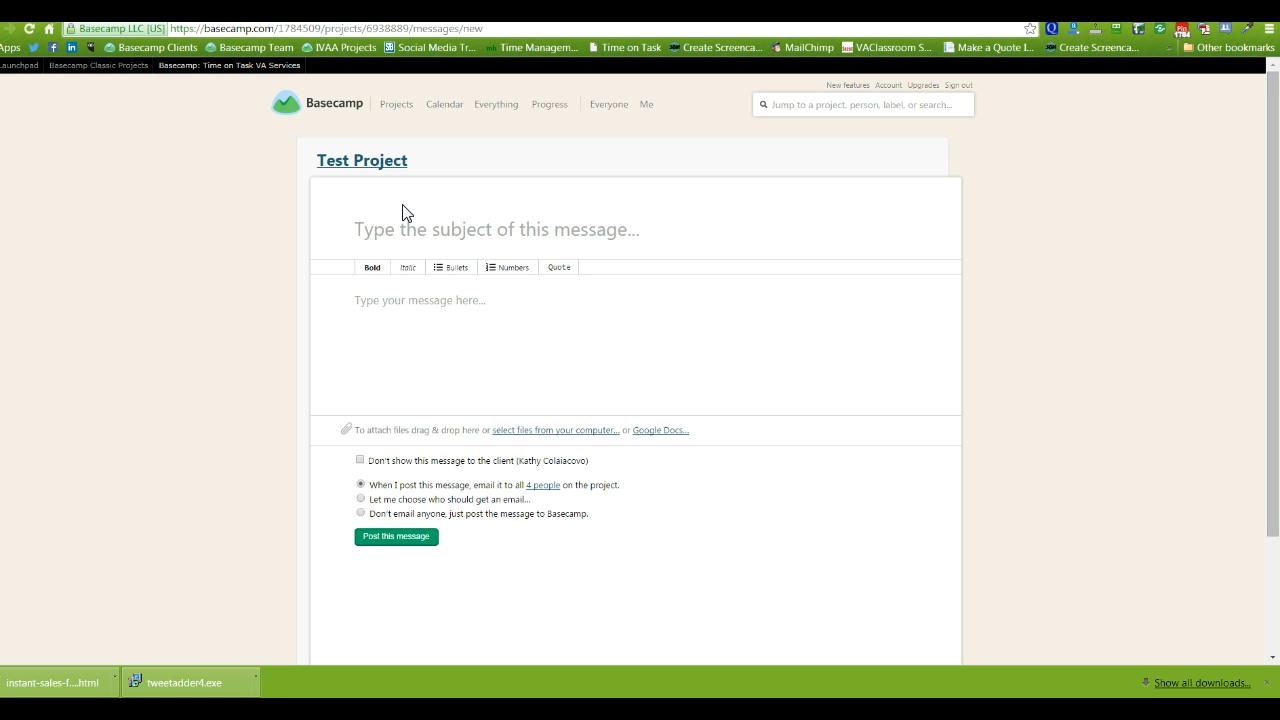 Basecamp LLC [US] https://basecamp.com/1784509/projects/6938889/messages/new
Apps Basecamp Clients Basecamp Team IVAA Projects Social Media Tr... Time Managem... Time on Task Create Screenca... MailChimp VAClassroom S... Make a Quote I... Create Screenca... » Other bookmarks
Launchpad Basecamp Classic Projects Basecamp: Time on Task VA Services
New features Account Upgrades Sign out
Basecamp Projects Calendar Everything Progress Everyone Me Jump to a project, person, label, or search...
Test Project
Type the subject of this message...
Bold Italic Bullets Numbers Quote
Type your message here...
To attach files drag & drop here or select files from your computer... or Google Docs...
Don't show this message to the client (Kathy Colaiacovo)
When I post this message, email it to all 4 people on the project.
Let me choose who should get an email...
Don't email anyone, just post the message to Basecamp.
Post this message
instant-sales-f....html tweetadder4.exe Show all downloads...